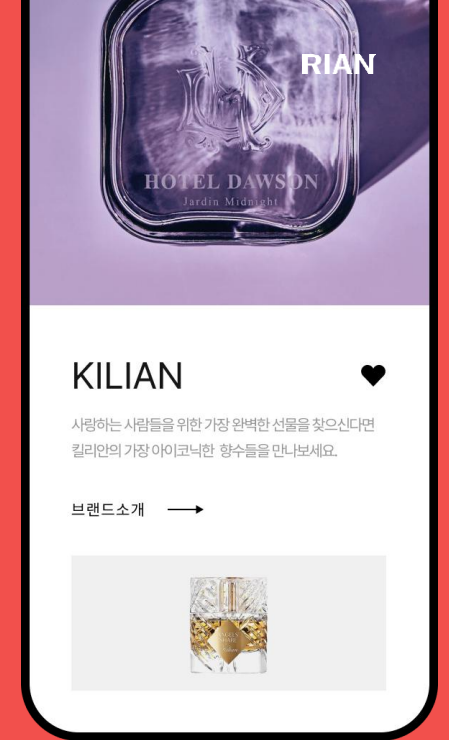 RIAN
HOTEL DAWSON
Jardin Midnight
KILIAN
사랑하는 사람들을 위한 가장 완벽한 선물을 찾으신다면
킬리안의 가장 아이코닉한 향수들을 만나보세요.
브랜드소개